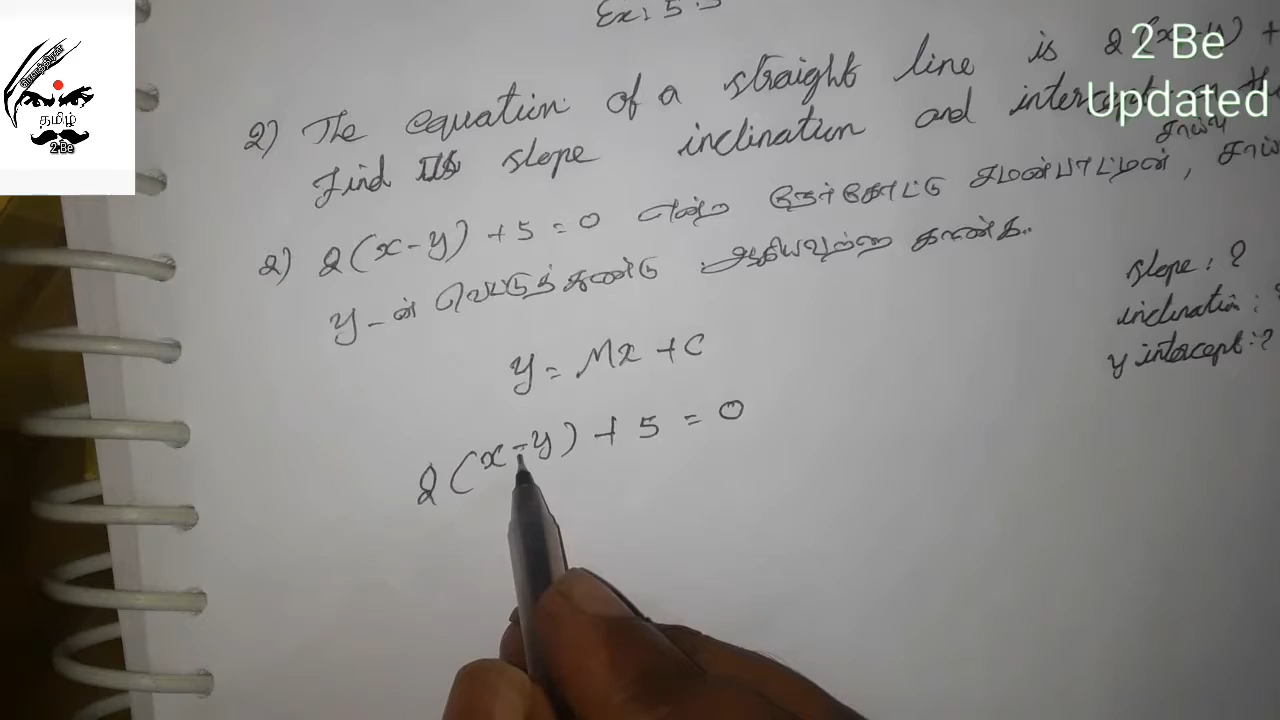 Ex: 5.3
2 Be
Updated
தமிழ்
2 Be
2) The equation of a straight line is 2(x-y) +
Find its slope inclination and intercept on the
சாய்வு
2) 2(x-y) +5=0 என்ற நேர்கோட்டு சமன்பாட்டின்,
y-ன் வெட்டுத்துண்டு ஆகியவற்றை காண்க.
slope: ?
inclination: ?
y intercept: ?
y = Mx + C
2(x-y) + 5 = 0